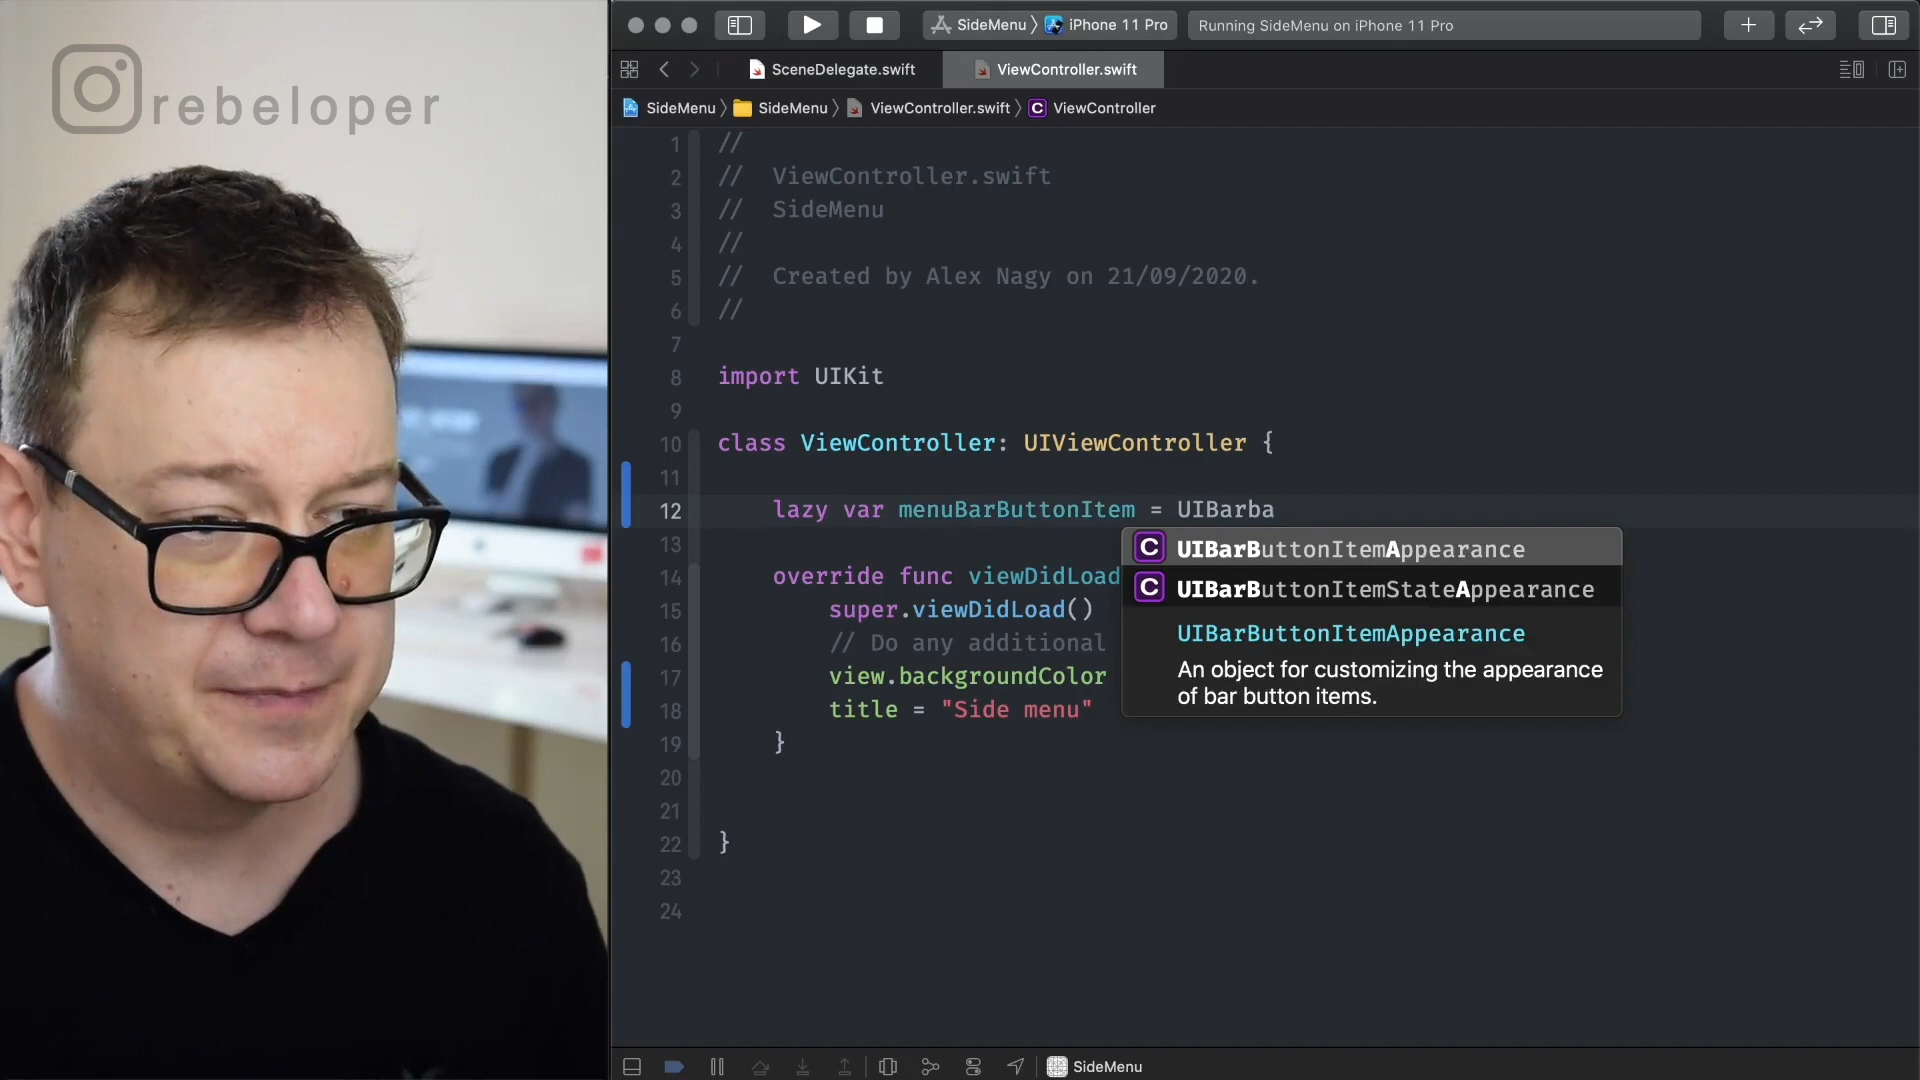 rebeloper
SideMenu
iPhone 11 Pro
Running SideMenu on iPhone 11 Pro
SceneDelegate.swift
ViewController.swift
SideMenu
SideMenu
ViewController.swift
C
ViewController
1 //
2 //  ViewController.swift
3 //  SideMenu
4 //
5 //  Created by Alex Nagy on 21/09/2020.
6 //
7
8 import UIKit
9
10 class ViewController: UIViewController {
11
12     lazy var menuBarButtonItem = UIBarba
C UIBarButtonItemAppearance
C UIBarButtonItemStateAppearance
UIBarButtonItemAppearance
An object for customizing the appearance
of bar button items.
13
14     override func viewDidLoad
15         super.viewDidLoad()
16         // Do any additional
17         view.backgroundColor
18         title = "Side menu"
19     }
20
21
22 }
23
24
SideMenu